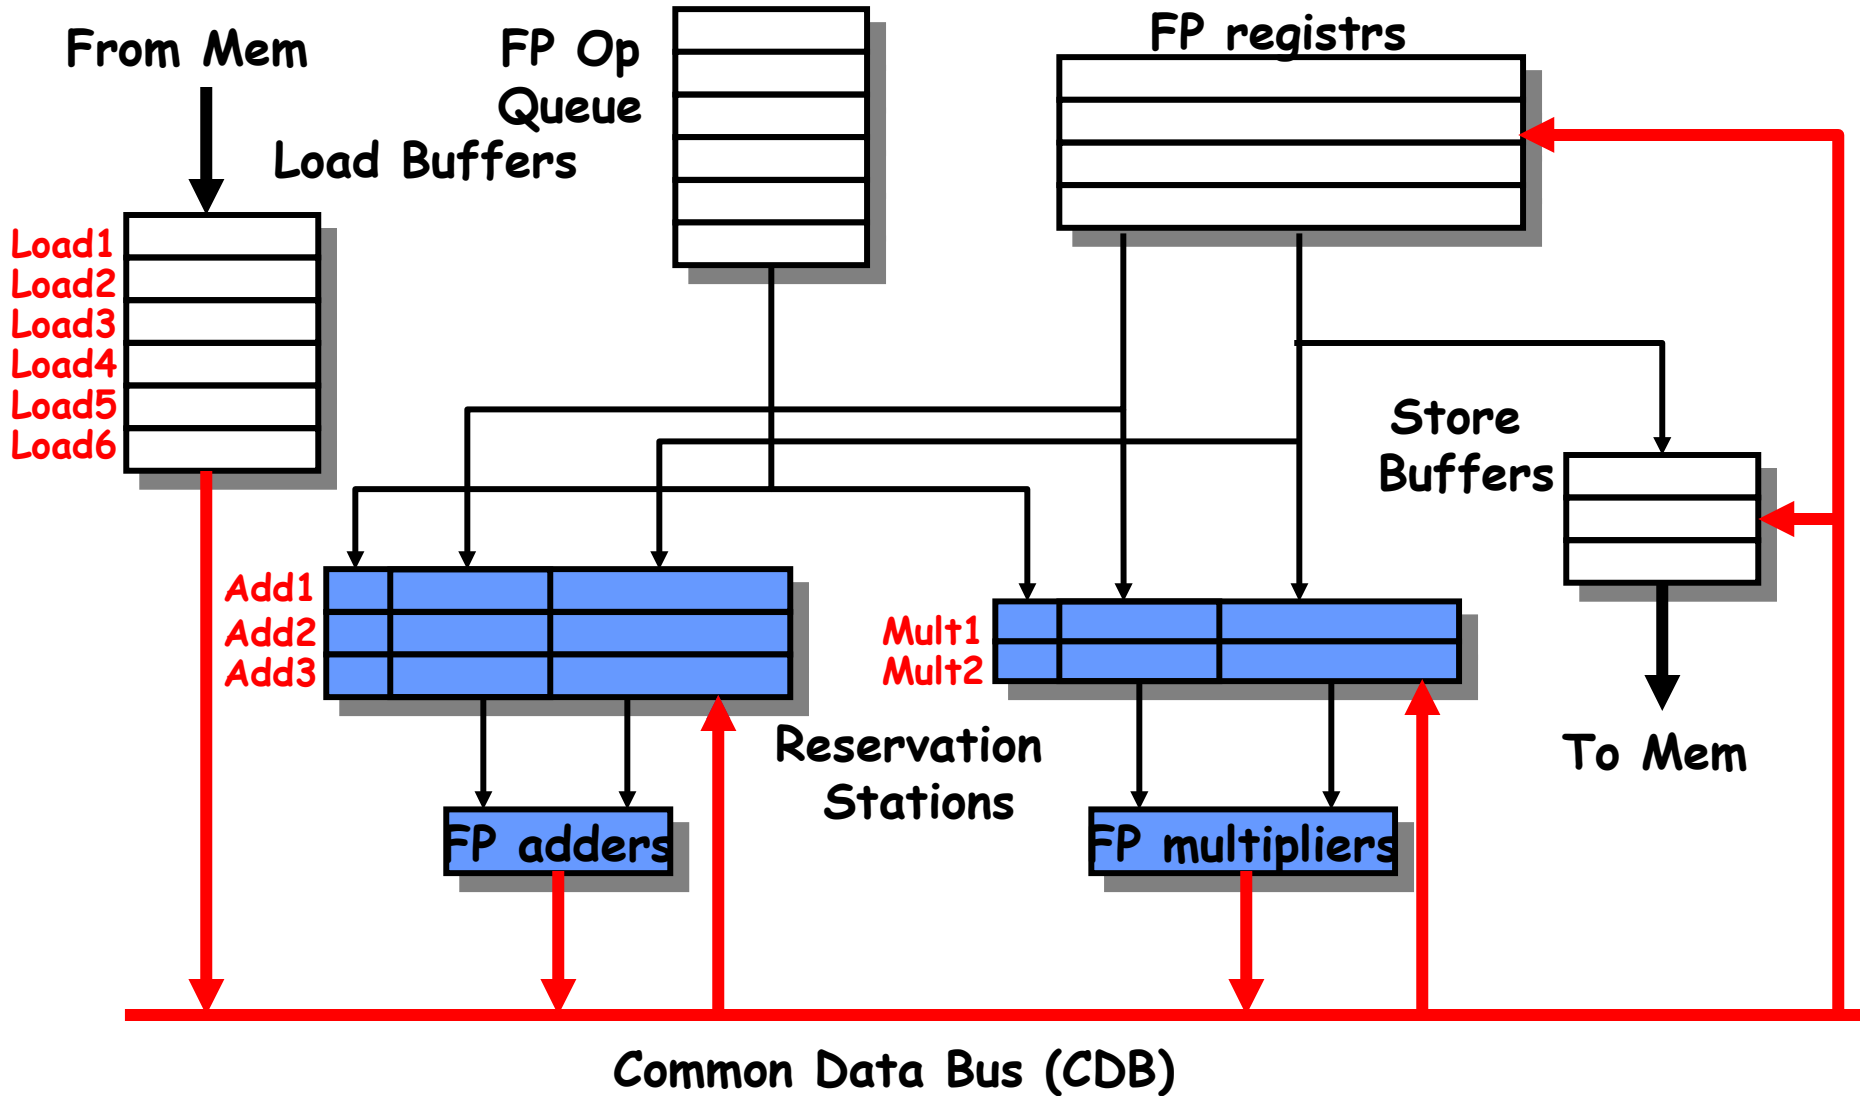 From Mem
FP Op
Queue
FP registrs
Load Buffers
Load1
Load2
Load3
Load4
Load5
Load6
Store
Buffers
Add1
Add2
Add3
Mult1
Mult2
Reservation
Stations
To Mem
FP adders
FP multipliers
Common Data Bus (CDB)